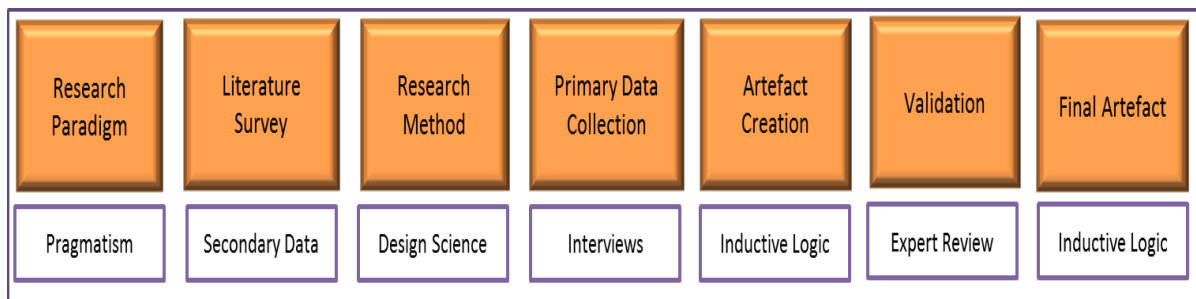 Research
Paradigm
Literature
Survey
Research
Method
Primary Data
Collection
Artefact
Creation
Validation
Final Artefact
Pragmatism
Secondary Data
Design Science
Interviews
Inductive Logic
Expert Review
Inductive Logic